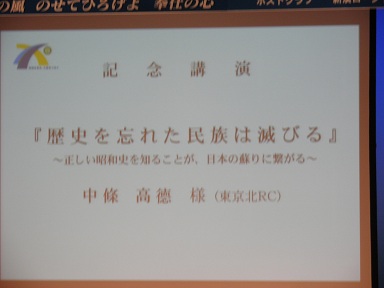 の風 のせてひろげよ 奉仕の心
記念講演
『歴史を忘れた民族は滅びる』
～正しい昭和史を知ることが、日本の蘇りに繋がる～
中條 高德 様（東京北RC）